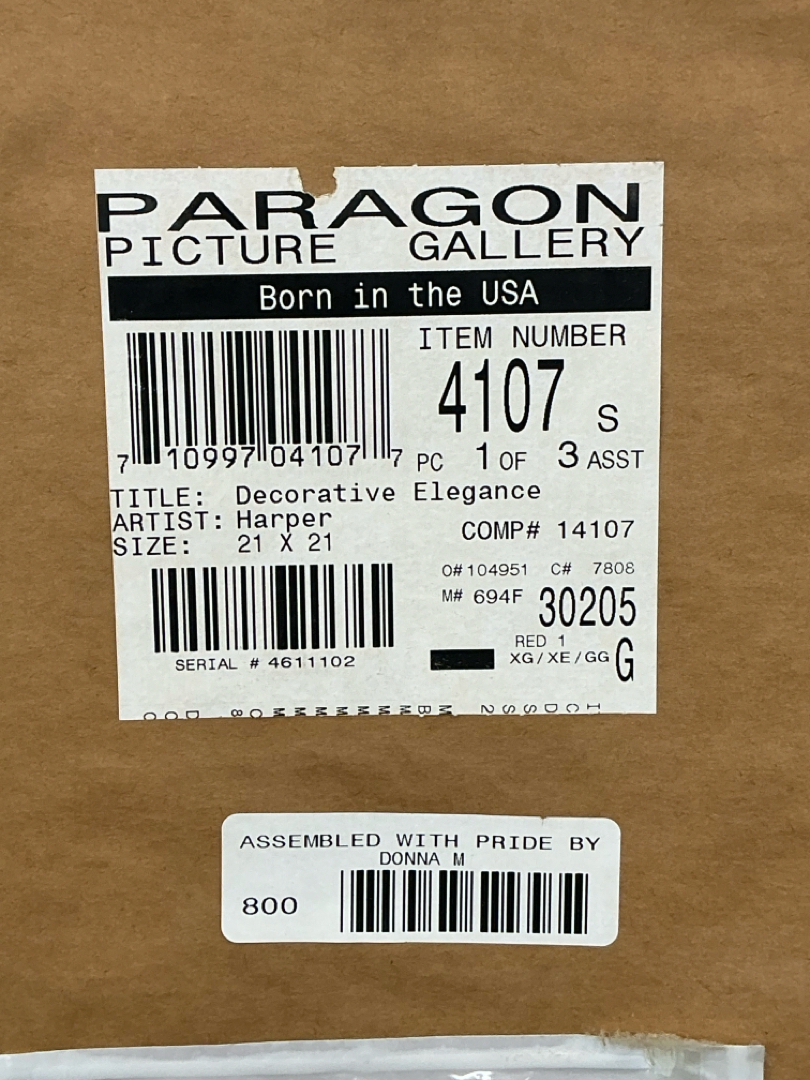 PARAGON
PICTURE GALLERY
Born in the USA
ITEM NUMBER
4107 S
7 10997 04107 7
PC 1 OF 3 ASST
TITLE: Decorative Elegance
ARTIST: Harper
SIZE: 21 X 21
COMP# 14107
O#104951 C# 7808
M# 694F 30205
SERIAL # 4611102
RED 1
XG/XE/GG G
ASSEMBLED WITH PRIDE BY
DONNA M
800